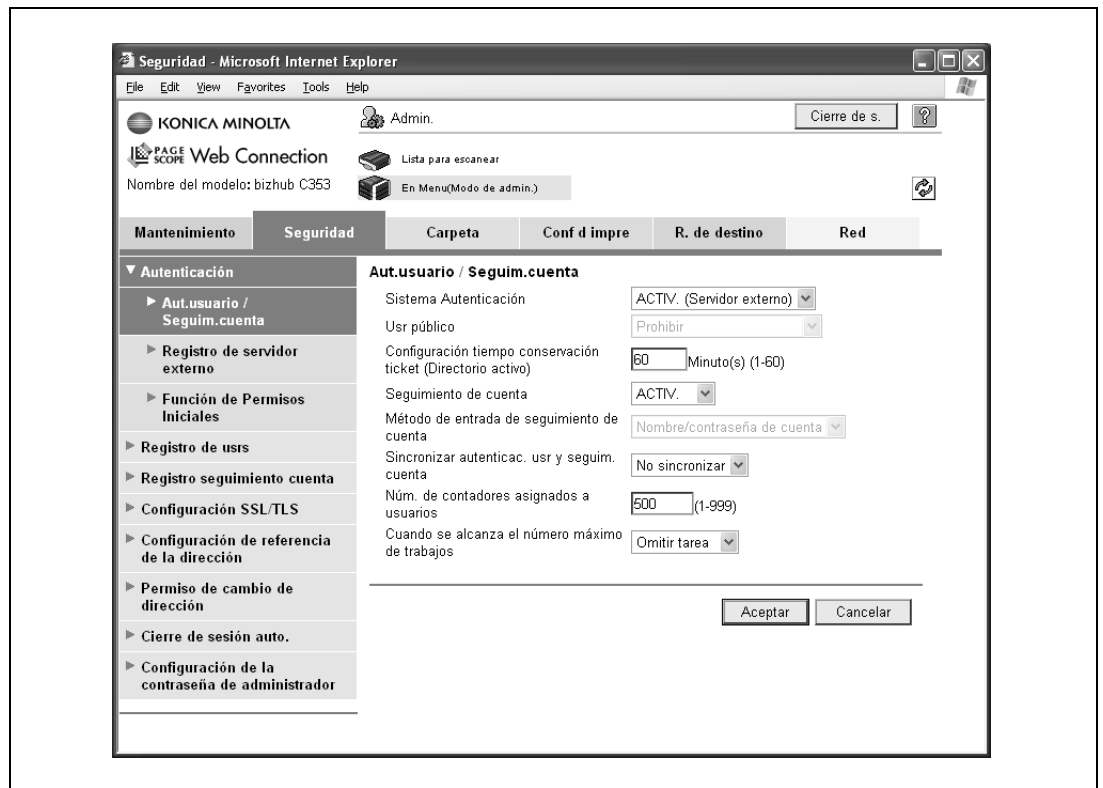 Seguridad - Microsoft Internet Explorer
File Edit View Favorites Tools Help
KONICA MINOLTA
Admin.
Cierre de s.
?
PAGE SCOPE Web Connection
Lista para escanear
Nombre del modelo: bizhub C353
En Menu(Modo de admin.)
Mantenimiento Seguridad Carpeta Conf d impre R. de destino Red
Autenticación
Aut.usuario /
Seguim.cuenta
Registro de servidor
externo
Función de Permisos
Iniciales
Registro de usrs
Registro seguimiento cuenta
Configuración SSL/TLS
Configuración de referencia
de la dirección
Permiso de cambio de
dirección
Cierre de sesión auto.
Configuración de la
contraseña de administrador
Aut.usuario / Seguim.cuenta
Sistema Autenticación ACTIV. (Servidor externo)
Usr público Prohibir
Configuración tiempo conservación
ticket (Directorio activo) 60 Minuto(s) (1-60)
Seguimiento de cuenta ACTIV.
Método de entrada de seguimiento de
cuenta Nombre/contraseña de cuenta
Sincronizar autenticac. usr y seguim.
cuenta No sincronizar
Núm. de contadores asignados a
usuarios 500 (1-999)
Cuando se alcanza el número máximo
de trabajos Omitir tarea
Aceptar Cancelar